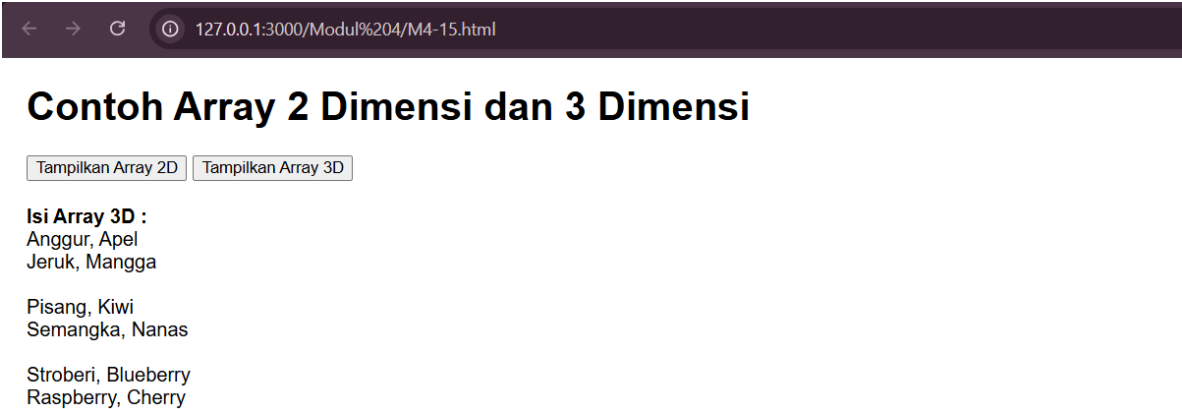 127.0.0.1:3000/Modul%204/M4-15.html
Contoh Array 2 Dimensi dan 3 Dimensi
Tampilkan Array 2D Tampilkan Array 3D
Isi Array 3D :
Anggur, Apel
Jeruk, Mangga
Pisang, Kiwi
Semangka, Nanas
Stroberi, Blueberry
Raspberry, Cherry